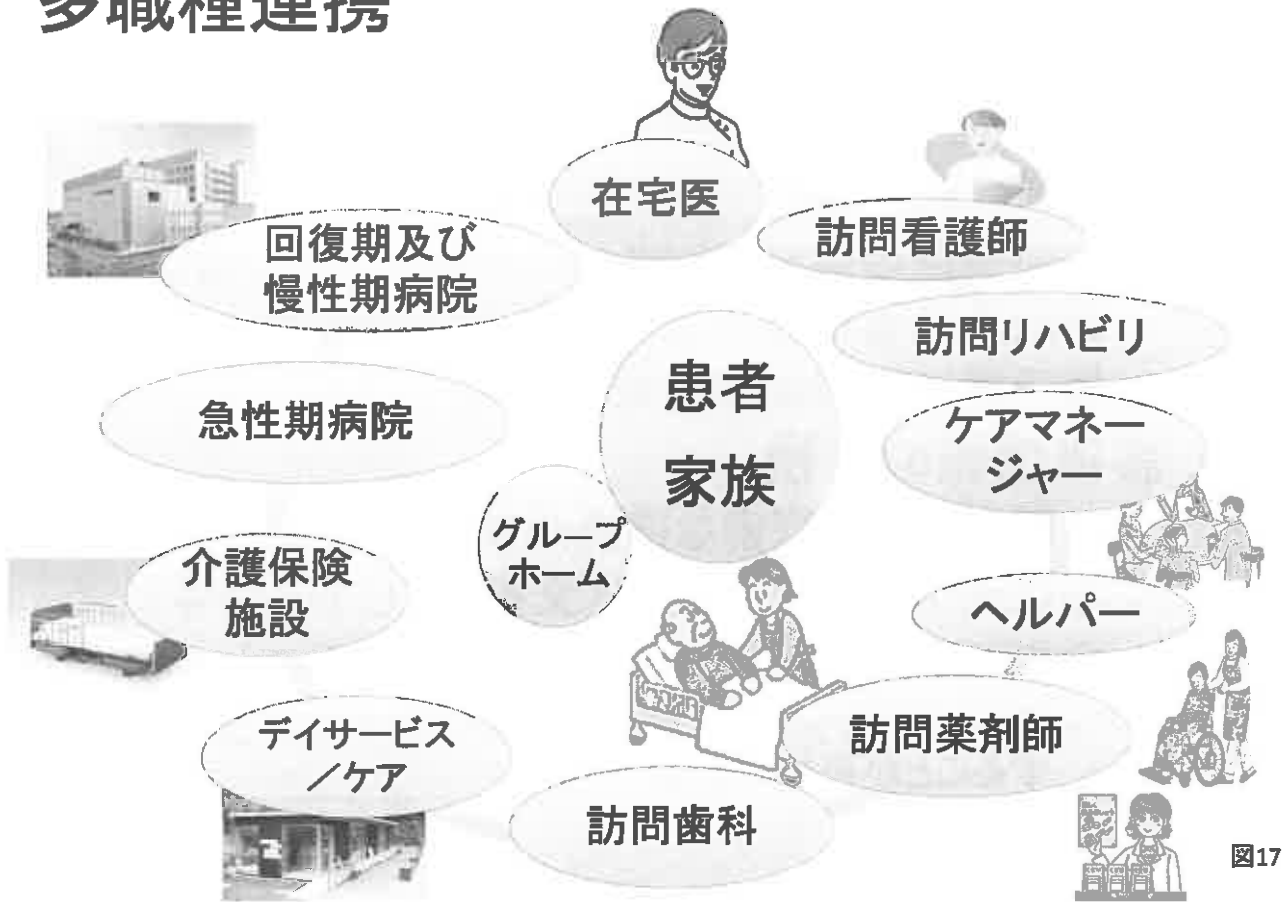 多職種連携
在宅医
訪問看護師
回復期及び
慢性期病院
訪問リハビリ
患者
家族
急性期病院
ケアマネー
ジャー
グループ
ホーム
介護保険
施設
ヘルパー
デイサービス
／ケア
訪問薬剤師
訪問歯科
図17